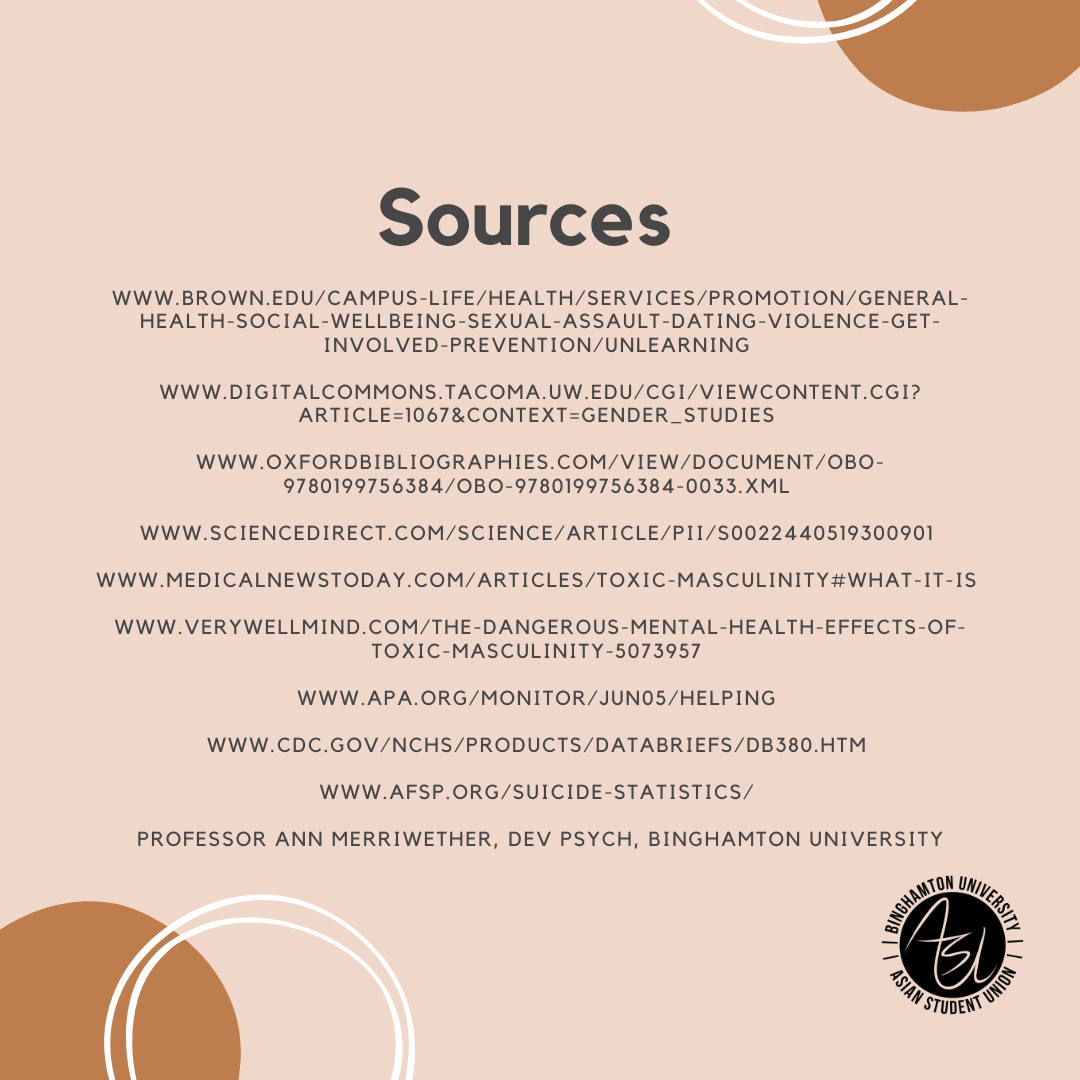 Sources
WWW.BROWN.EDU/CAMPUS-LIFE/HEALTH/SERVICES/PROMOTION/GENERAL-
HEALTH-SOCIAL-WELLBEING-SEXUAL-ASSAULT-DATING-VIOLENCE-GET-
INVOLVED-PREVENTION/UNLEARNING
WWW.DIGITALCOMMONS.TACOMA.UW.EDU/CGI/VIEWCONTENT.CGI?
ARTICLE=1067&CONTEXT=GENDER_STUDIES
WWW.OXFORDBIBLIOGRAPHIES.COM/VIEW/DOCUMENT/OBO-
9780199756384/OBO-9780199756384-0033.XML
WWW.SCIENCEDIRECT.COM/SCIENCE/ARTICLE/PII/S0022440519300901
WWW.MEDICALNEWSTODAY.COM/ARTICLES/TOXIC-MASCULINITY#WHAT-IT-IS
WWW.VERYWELLMIND.COM/THE-DANGEROUS-MENTAL-HEALTH-EFFECTS-OF-
TOXIC-MASCULINITY-5073957
WWW.APA.ORG/MONITOR/JUN05/HELPING
WWW.CDC.GOV/NCHS/PRODUCTS/DATABRIEFS/DB380.HTM
WWW.AFSP.ORG/SUICIDE-STATISTICS/
PROFESSOR ANN MERRIWETHER, DEV PSYCH, BINGHAMTON UNIVERSITY
BINGHAMTON UNIVERSITY
ASU
ASIAN STUDENT UNION